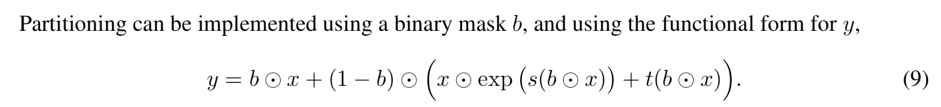 Partitioning can be implemented using a binary mask b, and using the functional form for y,
y = b ⊙ x + (1 − b) ⊙ (x ⊙ exp (s(b ⊙ x)) + t(b ⊙ x)). (9)